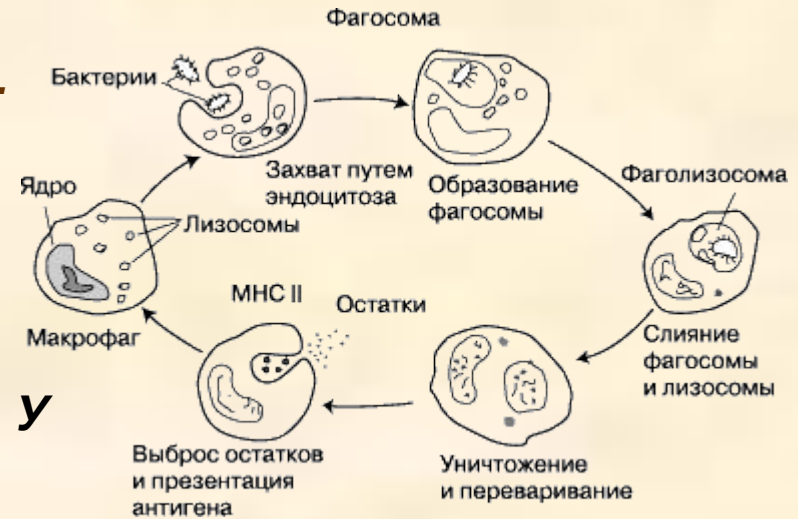 Фагосома
Бактерии
Захват путем
эндоцитоза
Образование
фагосомы
Фаголизосома
Ядро
Лизосомы
Макрофаг
MHC II
Остатки
Слияние
фагосомы
и лизосомы
у
Выброс остатков
и презентация
антигена
Уничтожение
и переваривание